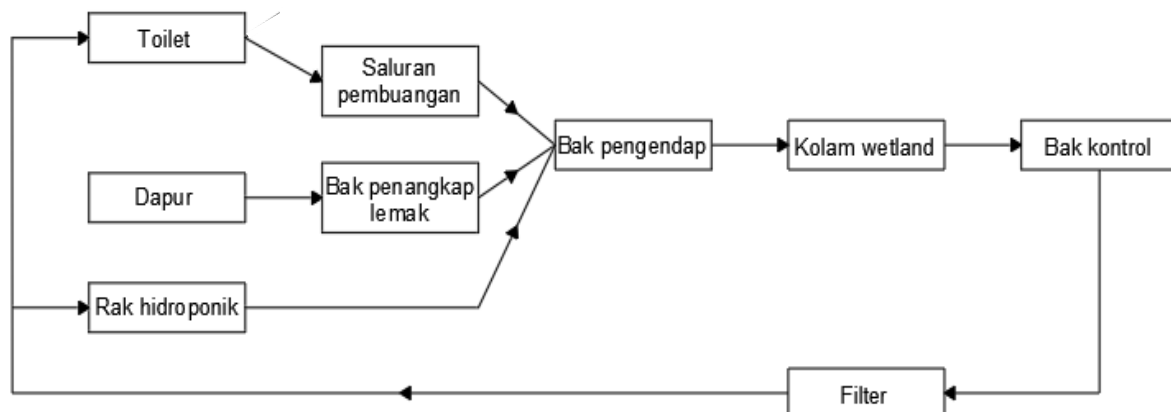 Toilet
Saluran
pembuangan
Bak pengendap
Kolam wetland
Bak kontrol
Dapur
Bak penangkap
lemak
Rak hidroponik
Filter